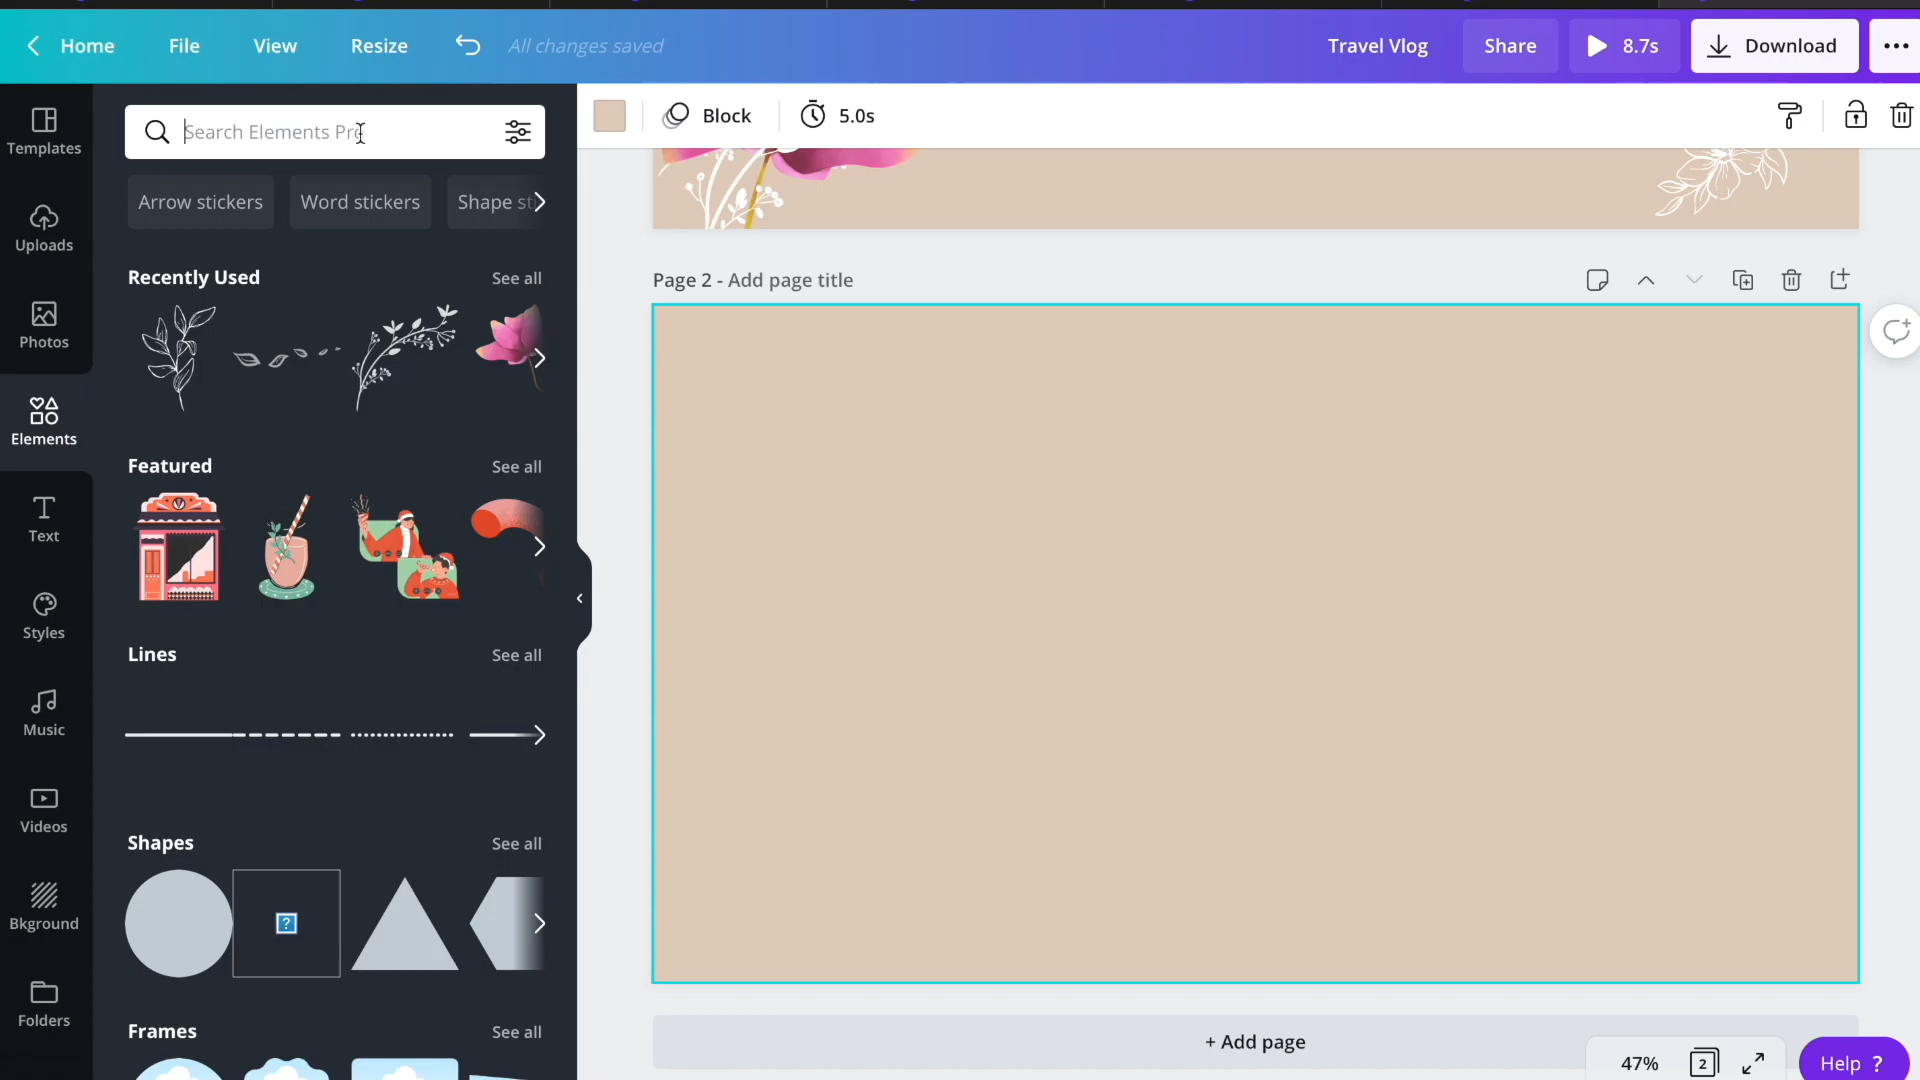 Home File View Resize All changes saved Travel Vlog Share 8.7s Download
Search Elements Pro
Block 5.0s
Templates
Arrow stickers Word stickers Shape st
Uploads
Recently Used See all
Page 2 - Add page title
Photos
Elements
Featured See all
Text
Styles
Lines See all
Music
Videos
Shapes See all
?
Bkground
Folders
Frames See all
+ Add page
47% 2 Help ?